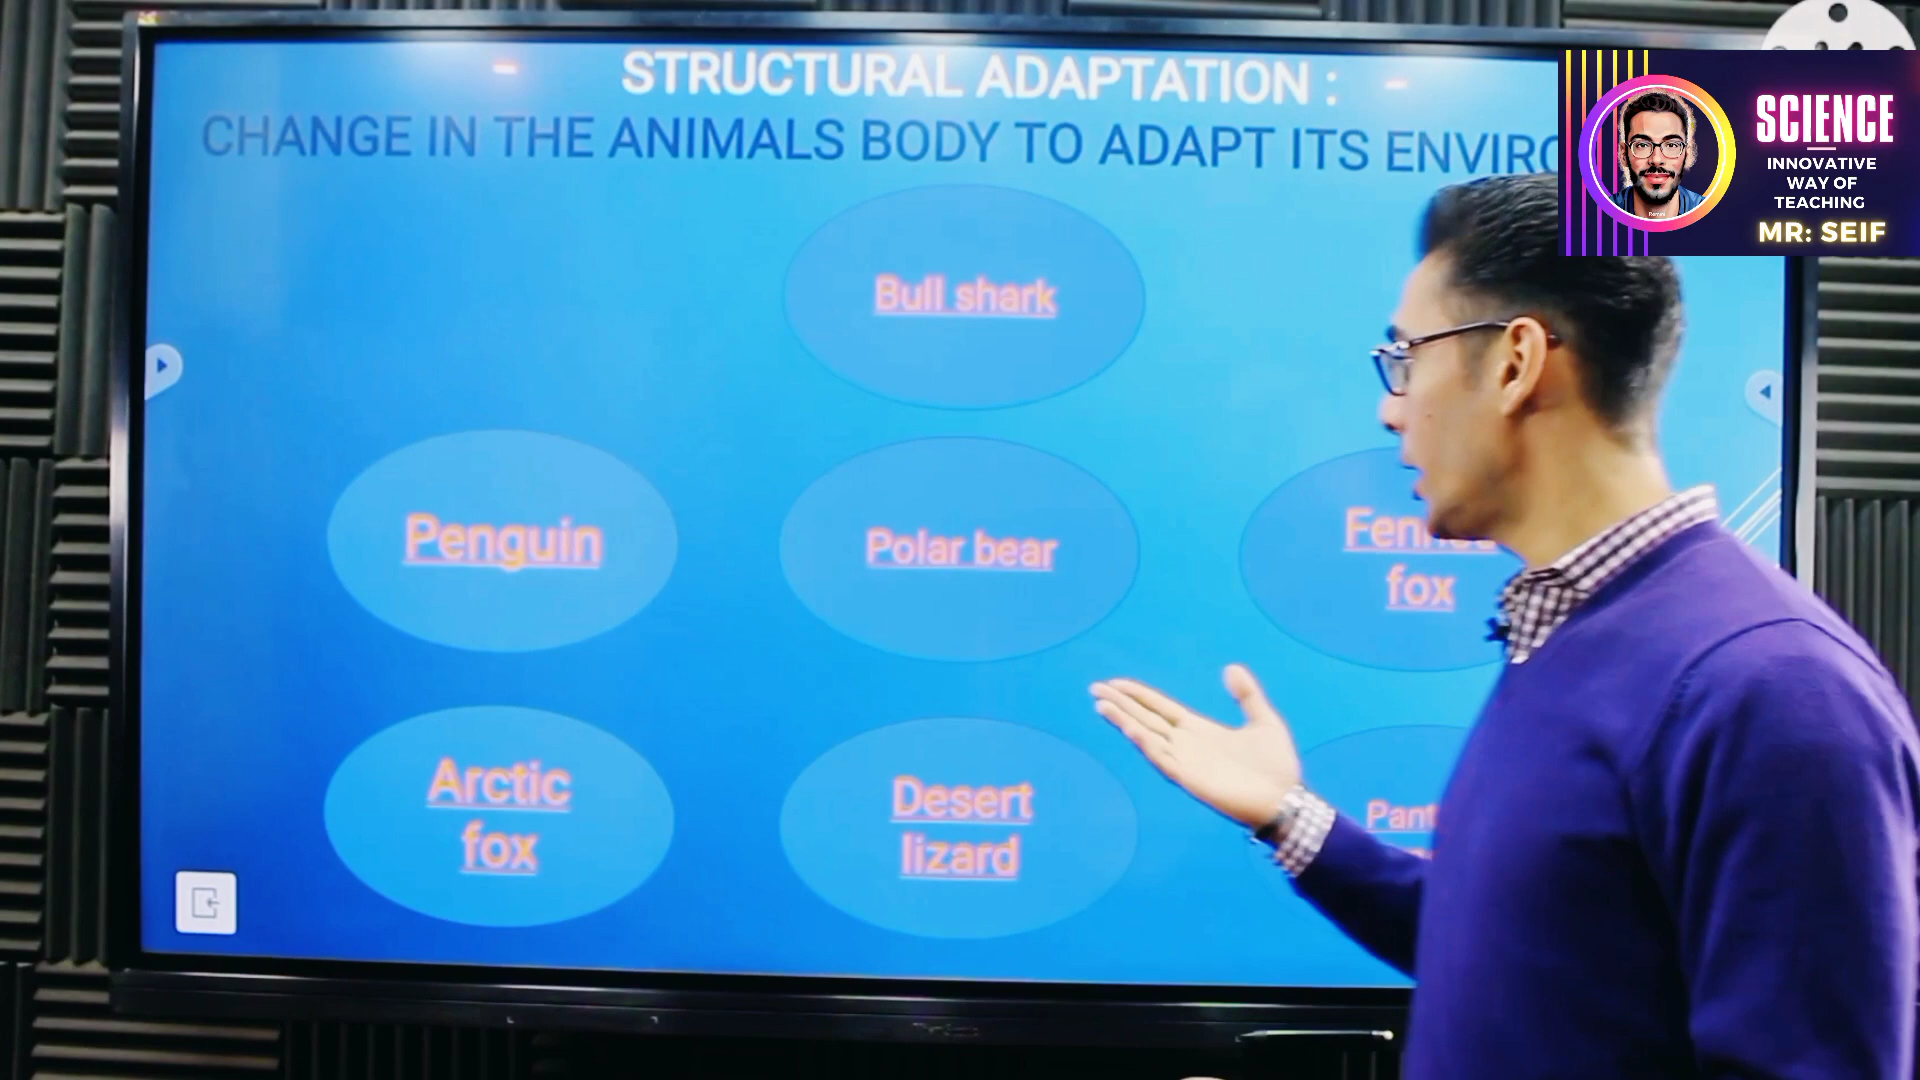 STRUCTURAL ADAPTATION :
CHANGE IN THE ANIMALS BODY TO ADAPT ITS
SCIENCE
INNOVATIVE
WAY OF
TEACHING
MR: SEIF
Bull shark
Penguin
Polar bear
fox
Arctic
fox
Desert
lizard